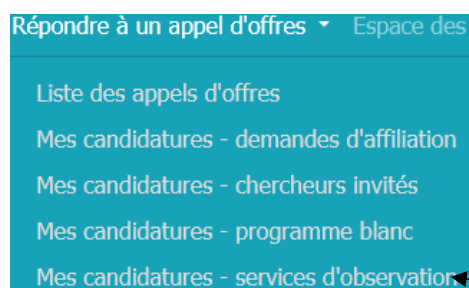 Répondre à un appel d'offres Espace des
Liste des appels d'offres
Mes candidatures - demandes d'affiliation
Mes candidatures - chercheurs invités
Mes candidatures - programme blanc
Mes candidatures - services d'observation